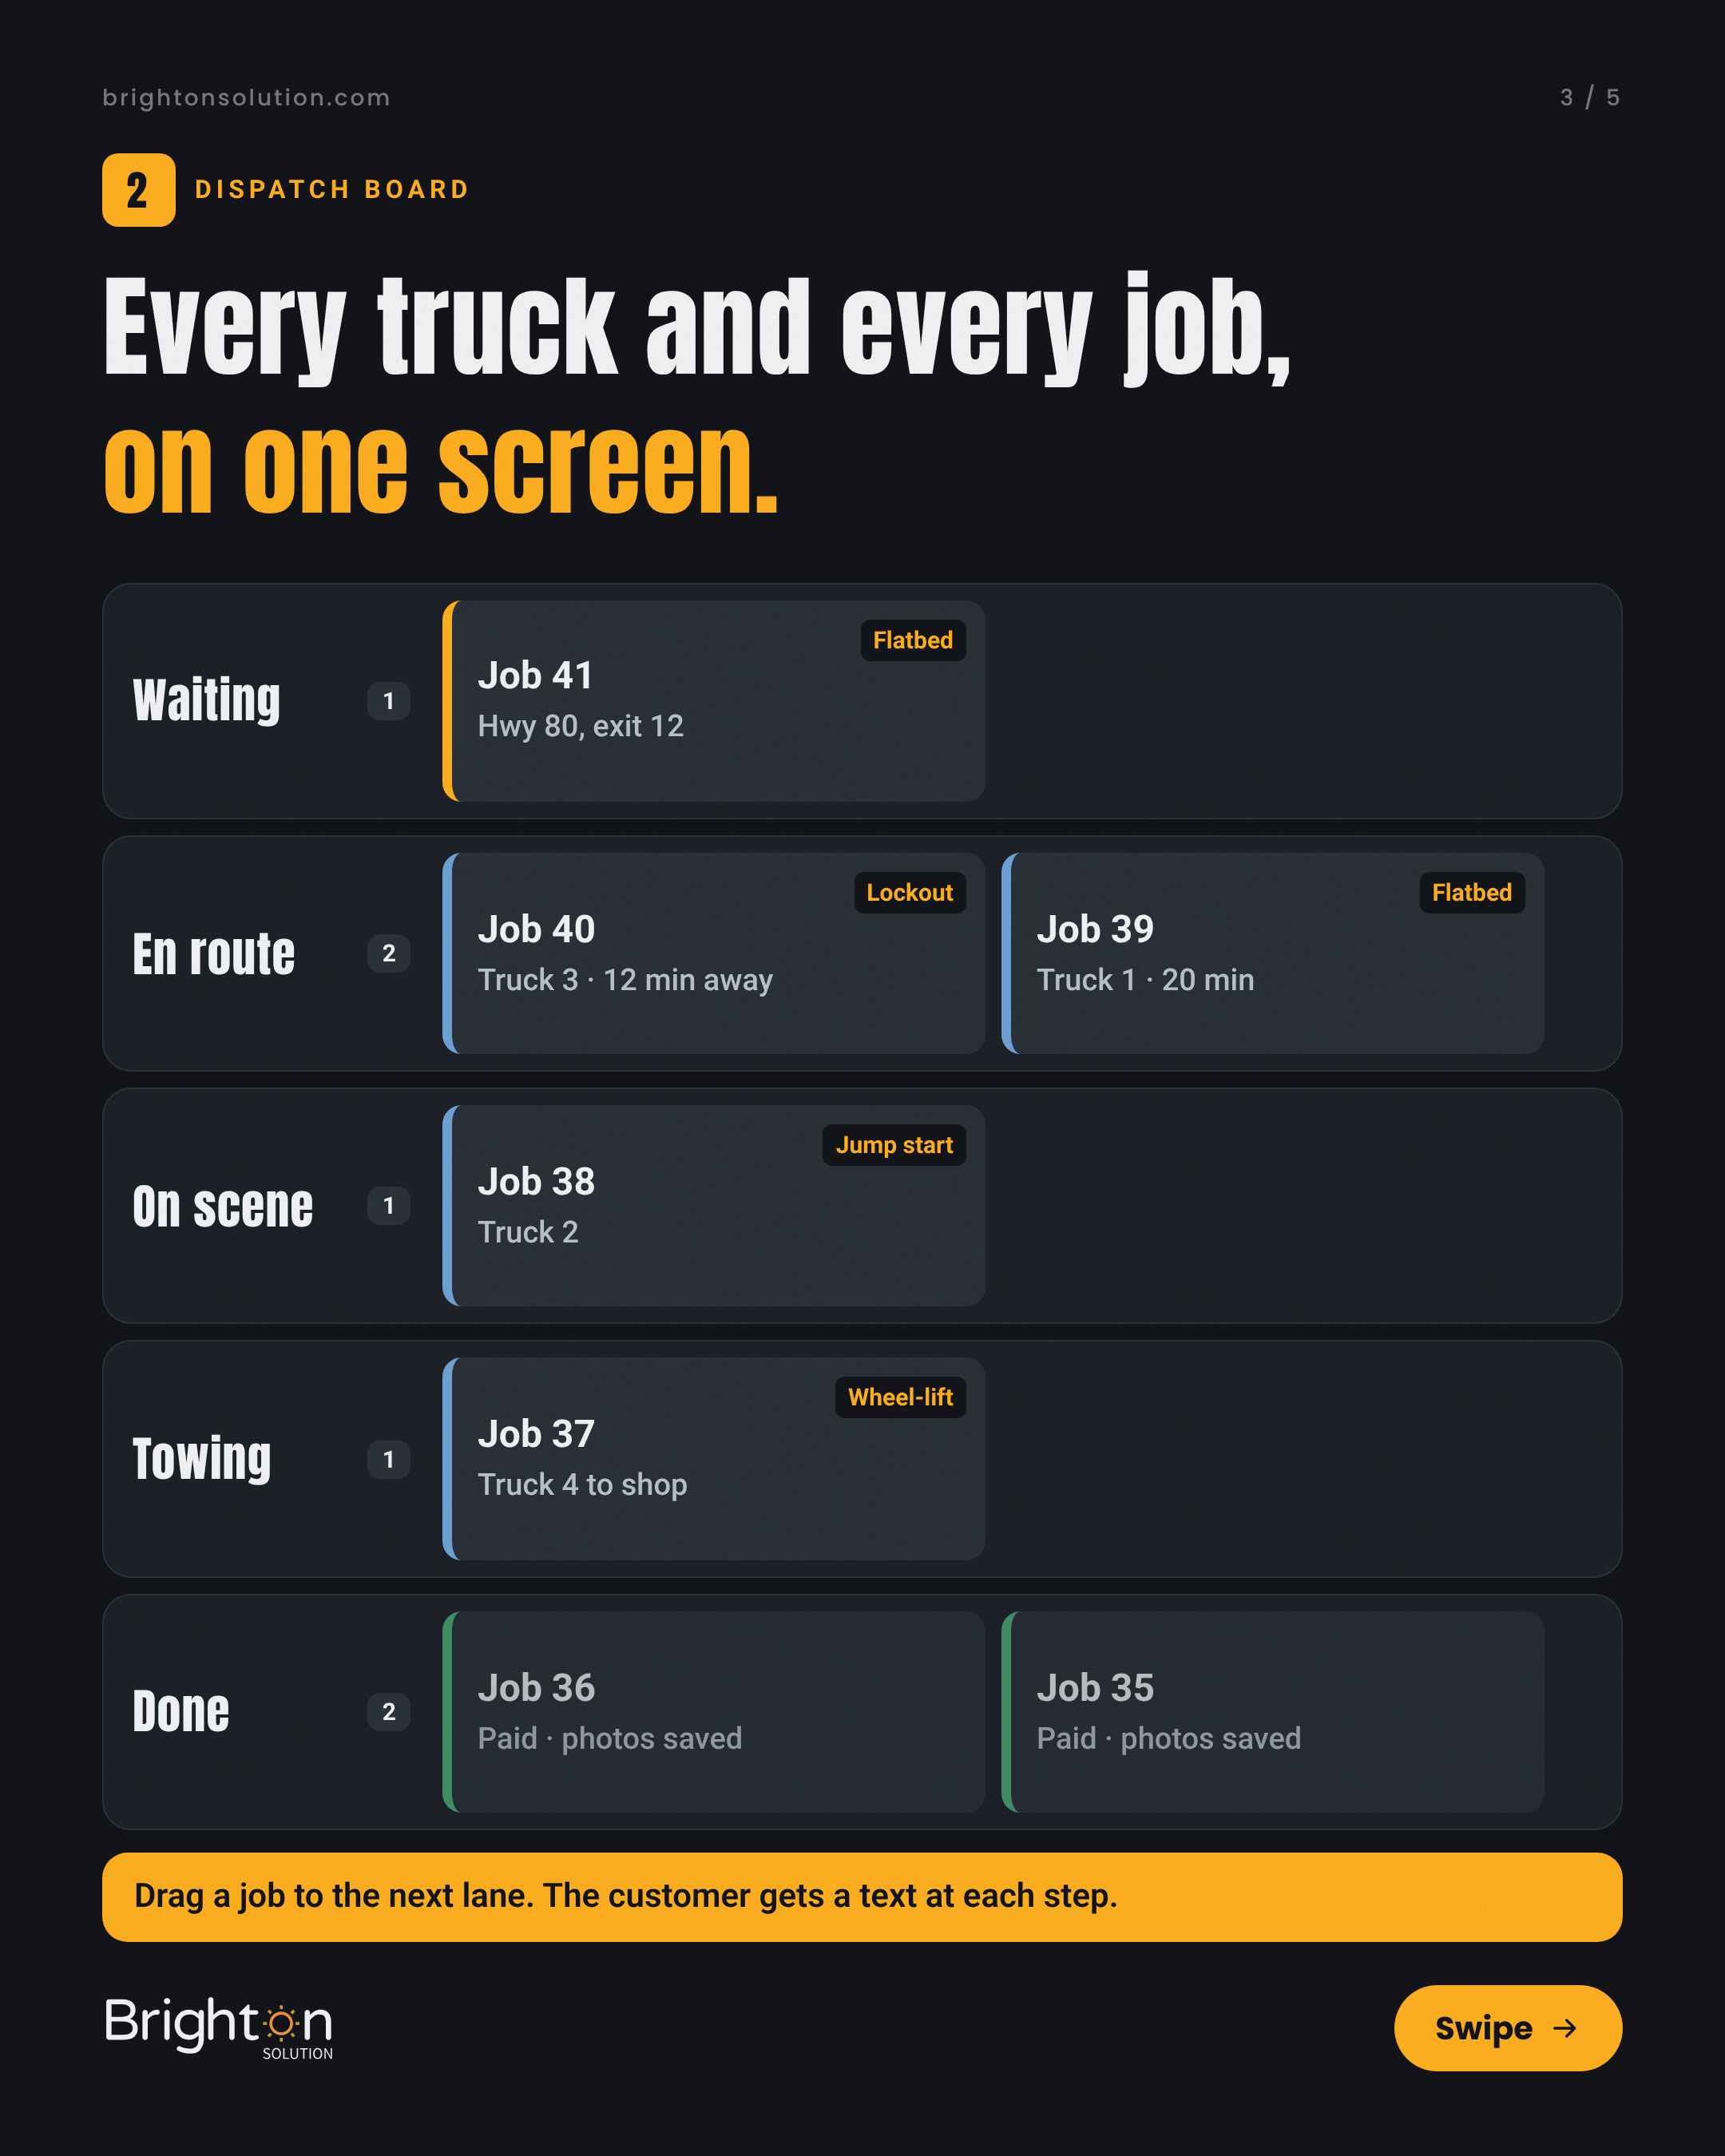 brightonsolution.com
3 / 5
2
DISPATCH BOARD
Every truck and every job,
on one screen.
Waiting
1
Flatbed
Job 41
Hwy 80, exit 12
En route
2
Lockout
Job 40
Truck 3 · 12 min away
Flatbed
Job 39
Truck 1 · 20 min
On scene
1
Jump start
Job 38
Truck 2
Towing
1
Wheel-lift
Job 37
Truck 4 to shop
Done
2
Job 36
Paid · photos saved
Job 35
Paid · photos saved
Drag a job to the next lane. The customer gets a text at each step.
Brighton
SOLUTION
Swipe →